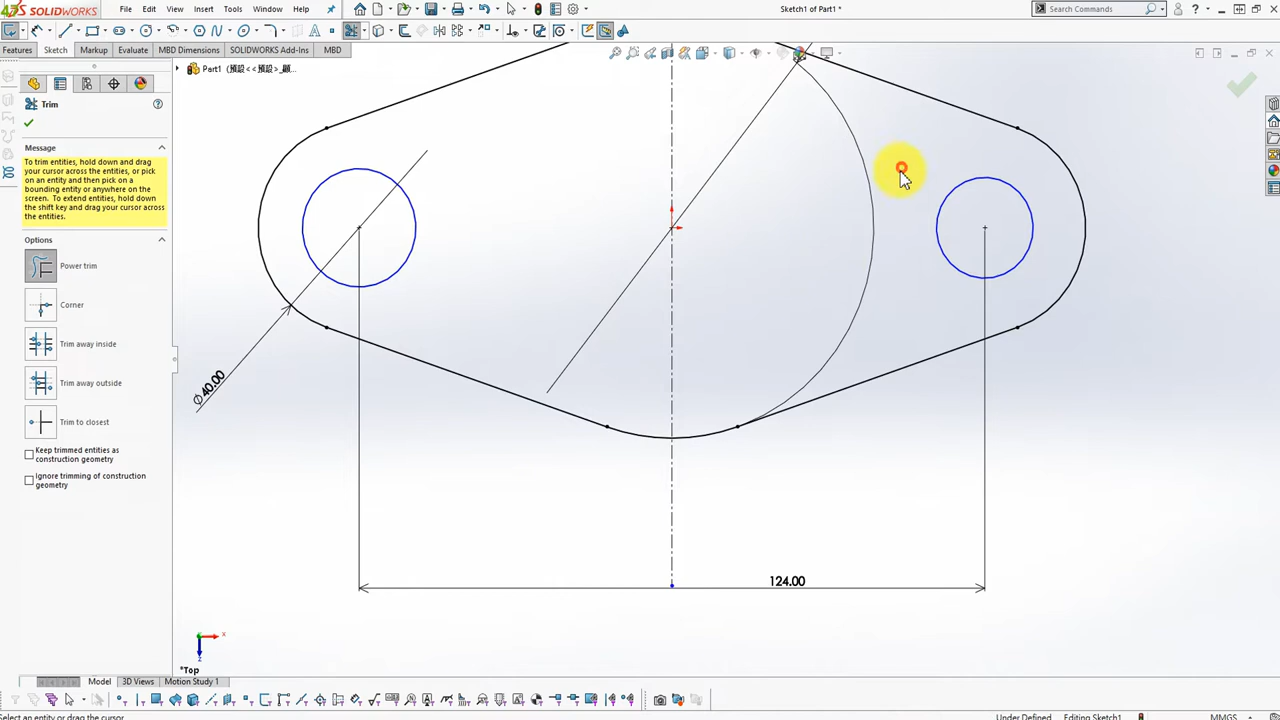 SOLIDWORKS
File
Edit
View
Insert
Tools
Window
Help
Sketch1 of Part1 *
Search Commands
Features
Sketch
Markup
Evaluate
MBD Dimensions
SOLIDWORKS Add-Ins
MBD
Part1 (預設<<預設>_顯...
Trim
Message
To trim entities, hold down and drag
your cursor across the entities, or pick
on an entity and then pick on a
bounding entity or anywhere on the
screen. To extend entities, hold down
the shift key and drag your cursor
across the entities.
Options
Power trim
Corner
Trim away inside
Trim away outside
Trim to closest
Keep trimmed entities as
construction geometry
Ignore trimming of construction
geometry
⌀40.00
124.00
x
z
*Top
Model
3D Views
Motion Study 1
Select an entity or drag the cursor
Under Defined
Editing Sketch1
MMGS